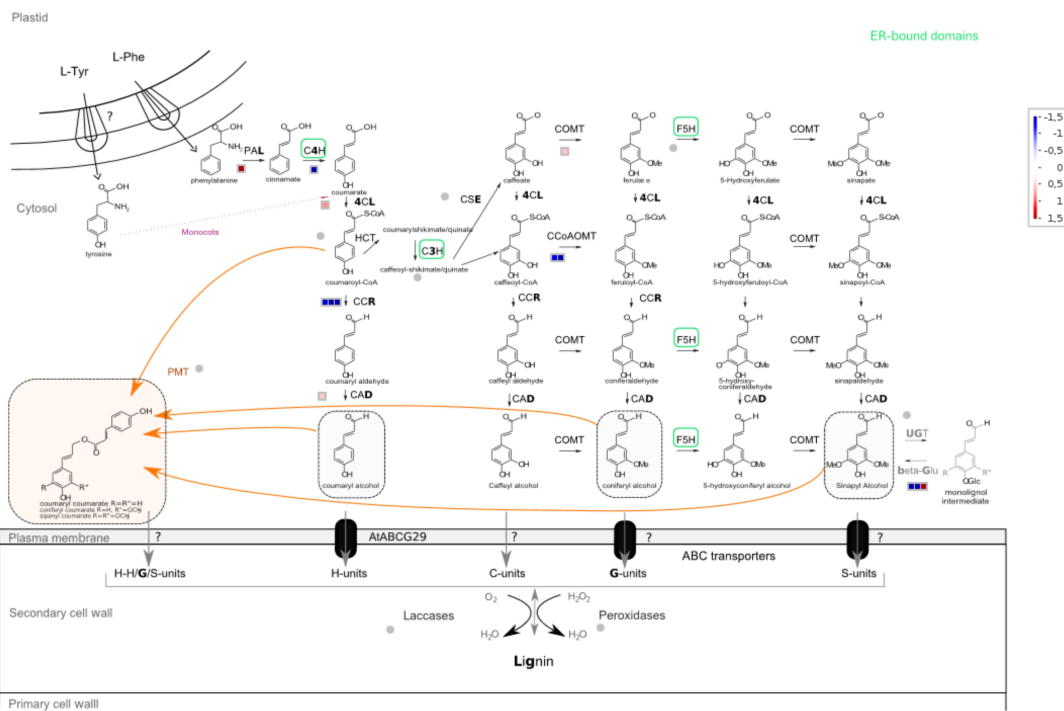 Plastid
ER-bound domains
L-Phe
L-Tyr
?
PAL
C4H
phenylalanine
cinnamate
coumarate
Cytosol
tyrosine
Monocots
4CL
HCT
coumarylshikimate/quinate
C3H
caffeoyl-shikimate/quinate
CSE
coumaroyl-CoA
caffeate
COMT
ferulat e
F5H
5-Hydroxyferulate
COMT
sinapate
4CL
4CL
4CL
4CL
caffeoyl-CoA
CCoAOMT
feruloyl-CoA
5-hydroxyferuloyl-CoA
COMT
sinapoyl-CoA
CCR
CCR
CCR
coumaryl aldehyde
caffeyl aldehyde
COMT
coniferaldehyde
F5H
5-hydroxy-
coniferaldehyde
COMT
sinapaldehyde
PMT
CAD
CAD
CAD
CAD
CAD
coumaryl alcohol
Caffeyl alcohol
COMT
coniferyl alcohol
F5H
5-hydroxyconiferyl alcohol
COMT
Sinapyl Alcohol
UGT
beta-Glu
monolignol
intermediate
coumaryl coumarate R=R"=H
coniferyl coumarate R=H, R"=OCH3
sipanyl coumarate R=R"=OCH3
Plasma membrane
?
AtABCG29
?
?
?
ABC transporters
H-H/G/S-units
H-units
C-units
G-units
S-units
Secondary cell wall
Laccases
O2
H2O2
H2O
H2O
Peroxidases
Lignin
Primary cell walll
-1,5
-1
-0,5
0
0,5
1
1,5